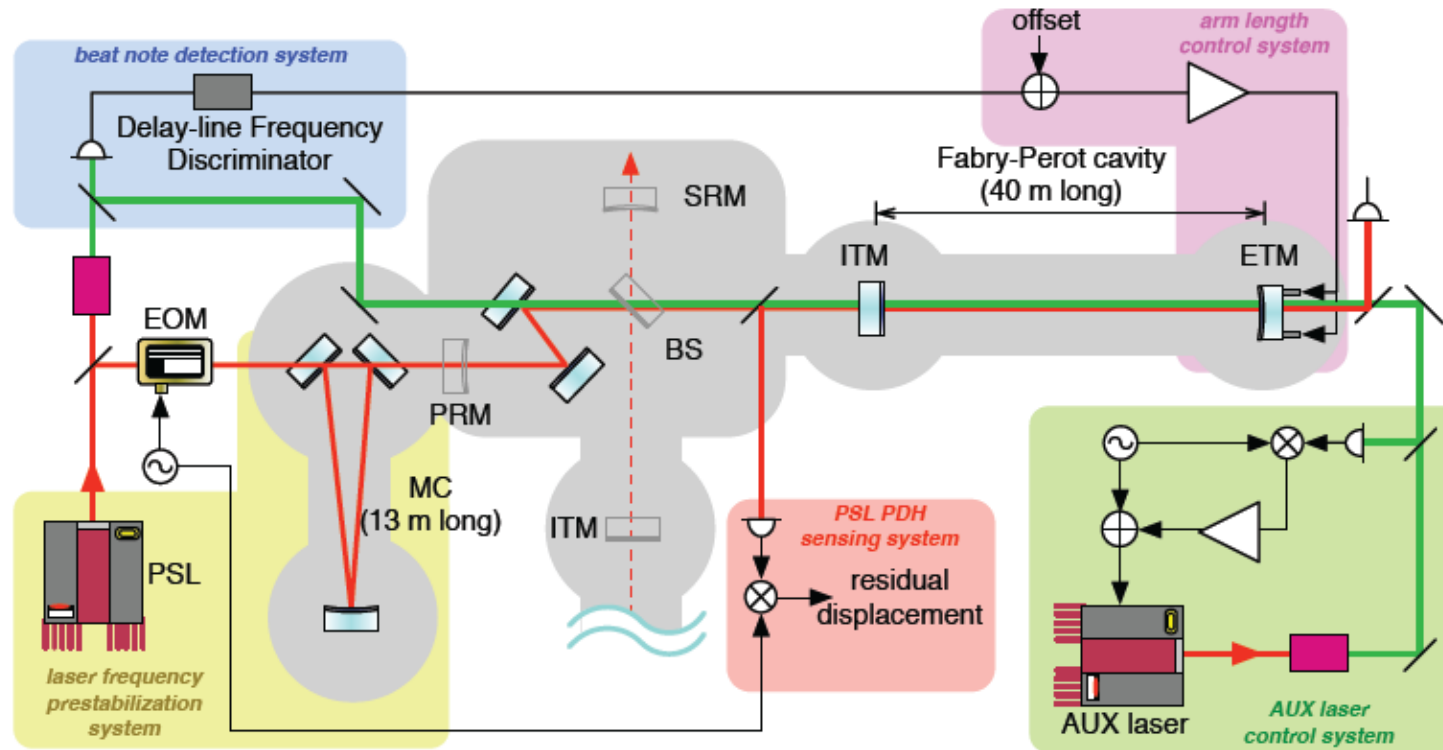 beat note detection system
offset
arm length
control system
Delay-line Frequency
Discriminator
Fabry-Perot cavity
(40 m long)
SRM
ITM
ETM
EOM
BS
PRM
MC
(13 m long)
ITM
PSL
PSL PDH
sensing system
residual
displacement
laser frequency
prestabilization
system
AUX laser
AUX laser
control system